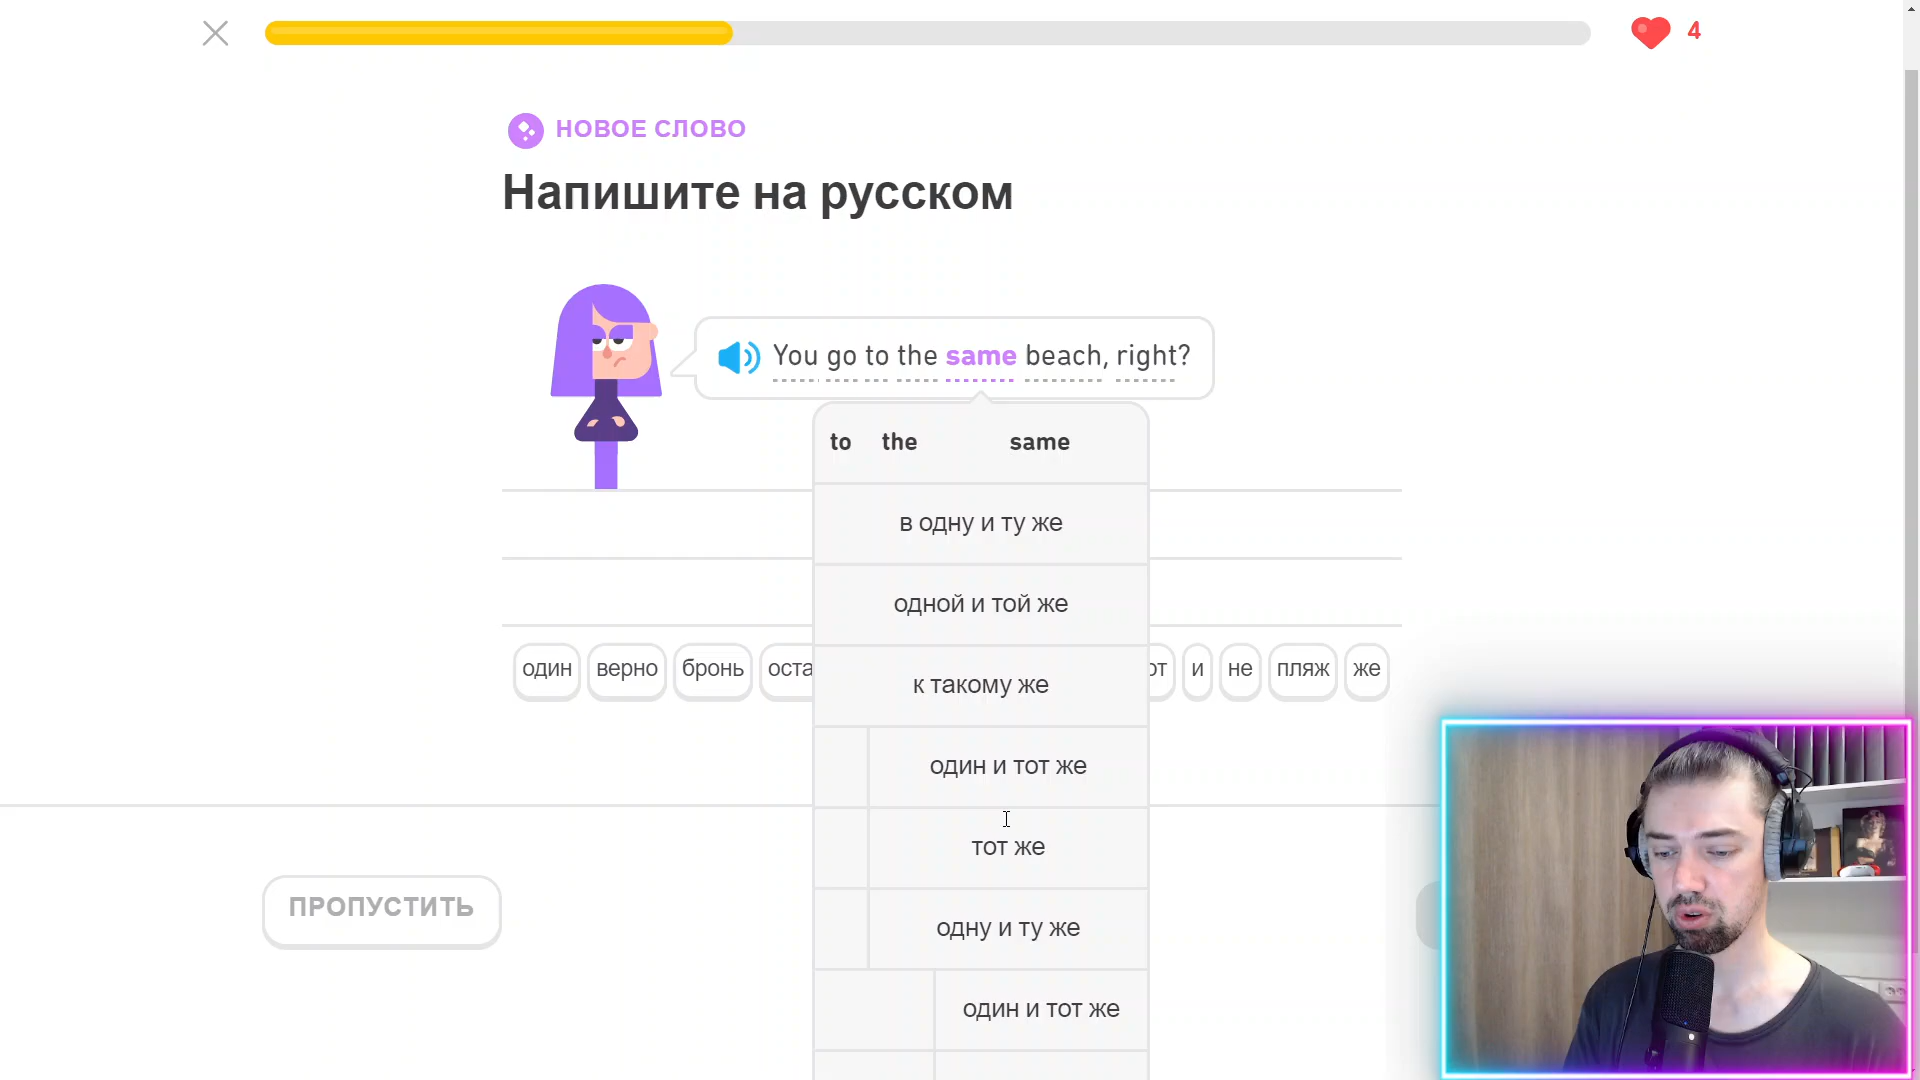 4
НОВОЕ СЛОВО
Напишите на русском
You go to the same beach, right?
to the same
в одну и ту же
одной и той же
к такому же
один и тот же
тот же
одну и ту же
один и тот же
один верно бронь и не пляж же
ПРОПУСТИТЬ